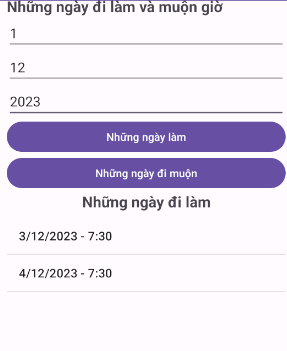 Những ngày đi làm và muộn giờ
1
12
2023
Những ngày làm
Những ngày đi muộn
Những ngày đi làm
3/12/2023 - 7:30
4/12/2023 - 7:30